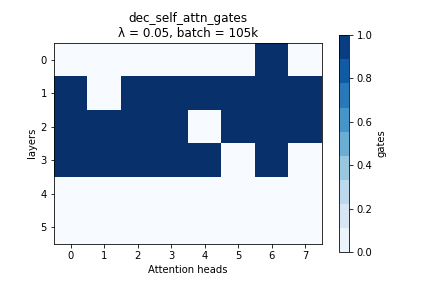 dec_self_attn_gates
λ = 0.05, batch = 105k
layers
0
1
2
3
4
5
0 1 2 3 4 5 6 7
Attention heads
1.0
0.8
0.6
0.4
0.2
0.0
gates